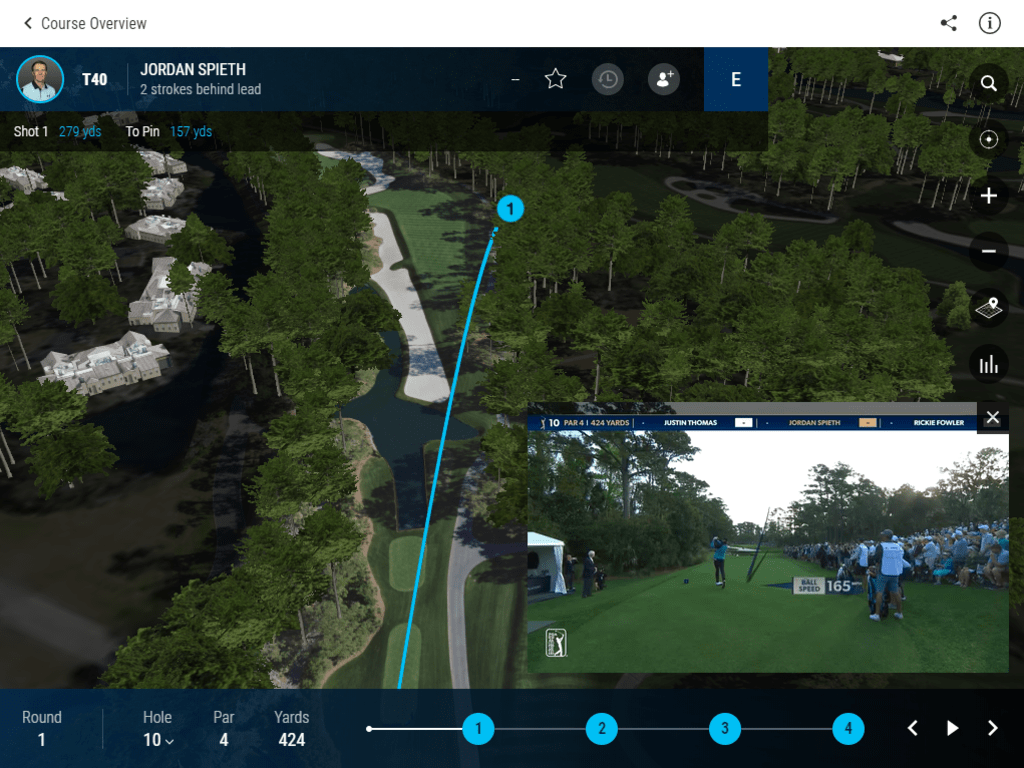 Course Overview
T40
JORDAN SPIETH
2 strokes behind lead
--
E
Shot 1 279 yds To Pin 157 yds
1
10 PAR 4 | 424 YARDS | - JUSTIN THOMAS - | - JORDAN SPIETH - | - RICKIE FOWLER
BALL SPEED 165
Round
1
Hole
10
Par
4
Yards
424
1 2 3 4